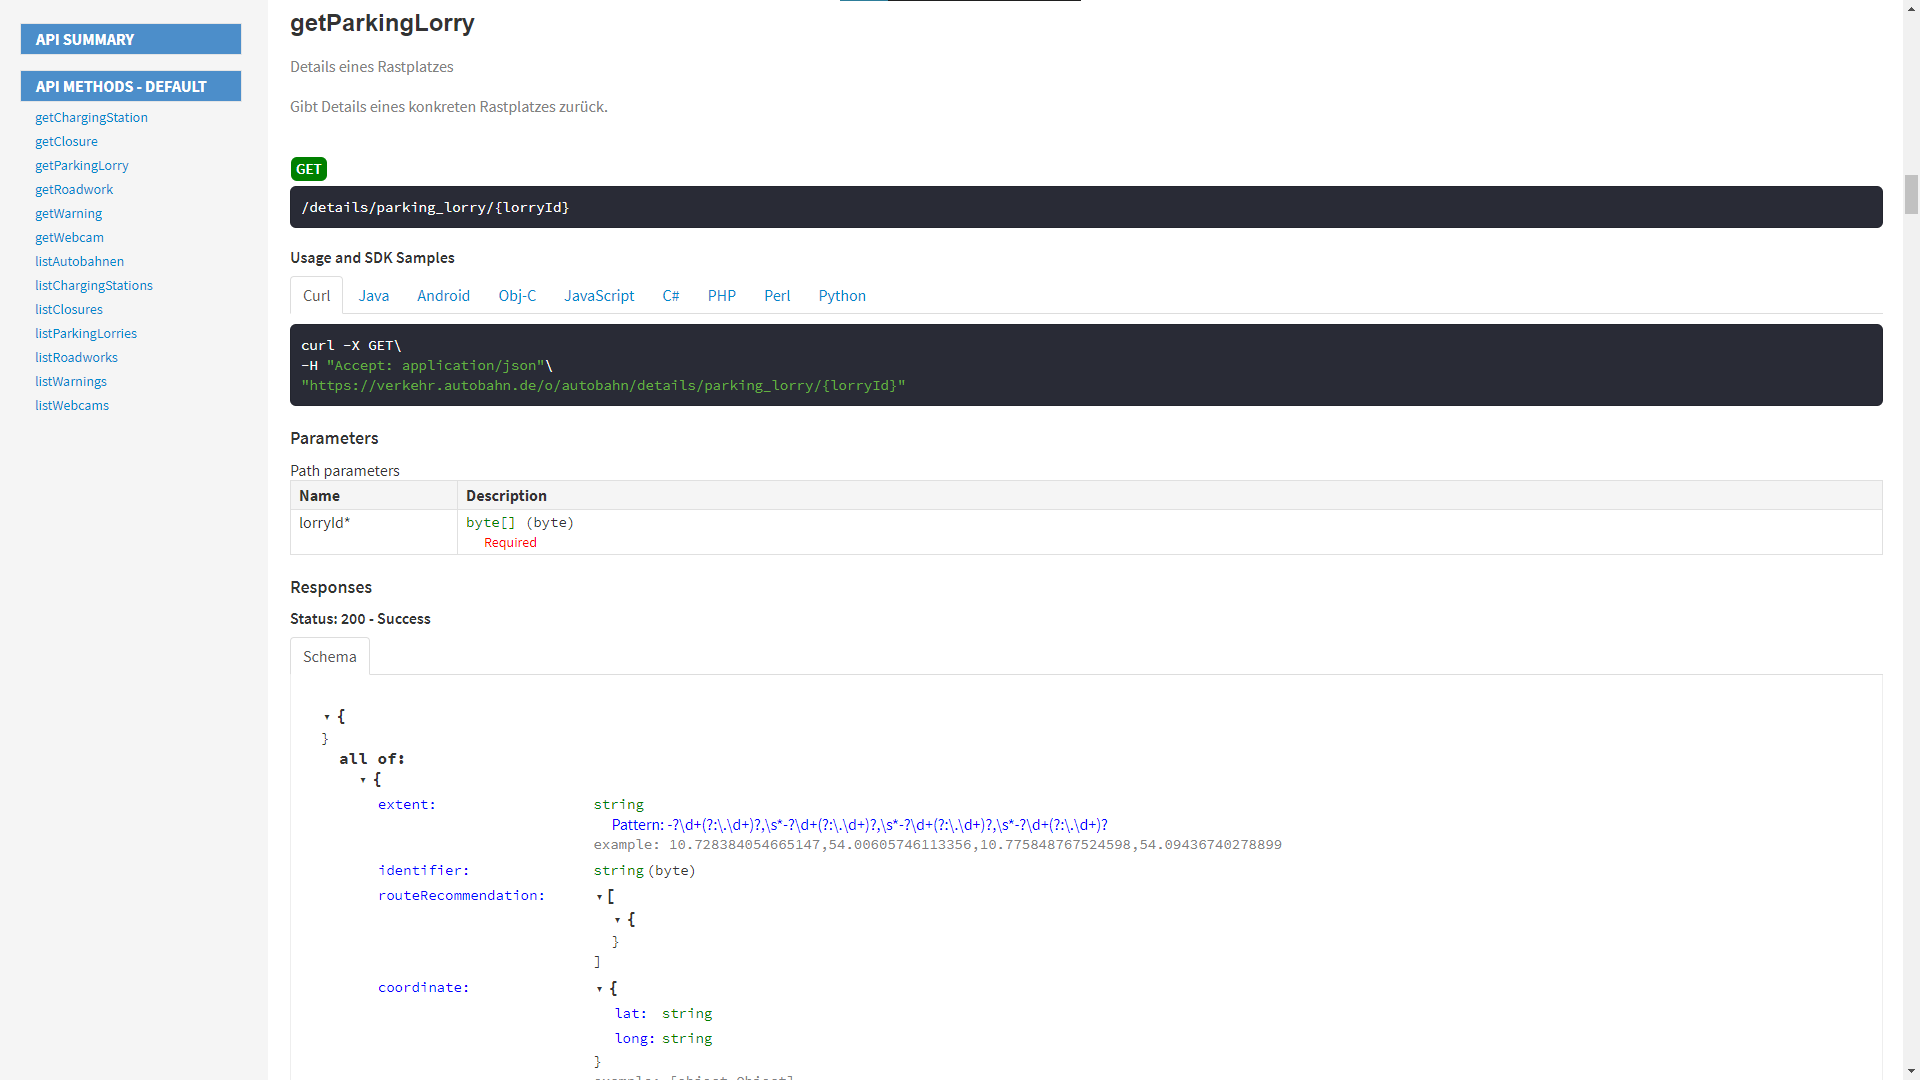 API SUMMARY
API METHODS - DEFAULT
getChargingStation
getClosure
getParkingLorry
getRoadwork
getWarning
getWebcam
listAutobahnen
listChargingStations
listClosures
listParkingLorries
listRoadworks
listWarnings
listWebcams
getParkingLorry
Details eines Rastplatzes
Gibt Details eines konkreten Rastplatzes zurück.
GET
/details/parking_lorry/{lorryId}
Usage and SDK Samples
Curl Java Android Obj-C JavaScript C# PHP Perl Python
curl -X GET\
-H "Accept: application/json"\
"https://verkehr.autobahn.de/o/autobahn/details/parking_lorry/{lorryId}"
Parameters
Path parameters
Name Description
lorryId* byte[] (byte)
Required
Responses
Status: 200 - Success
Schema
▾ {
}
all of:
▾ {
extent: string
Pattern: -?\d+(?:\.\d+)?,\s*-?\d+(?:\.\d+)?,\s*-?\d+(?:\.\d+)?,\s*-?\d+(?:\.\d+)?
example: 10.728384054665147,54.00605746113356,10.775848767524598,54.09436740278899
identifier: string (byte)
routeRecommendation: ▾ [
▾ {
}
]
coordinate: ▾ {
lat: string
long: string
}
example: [object Object]